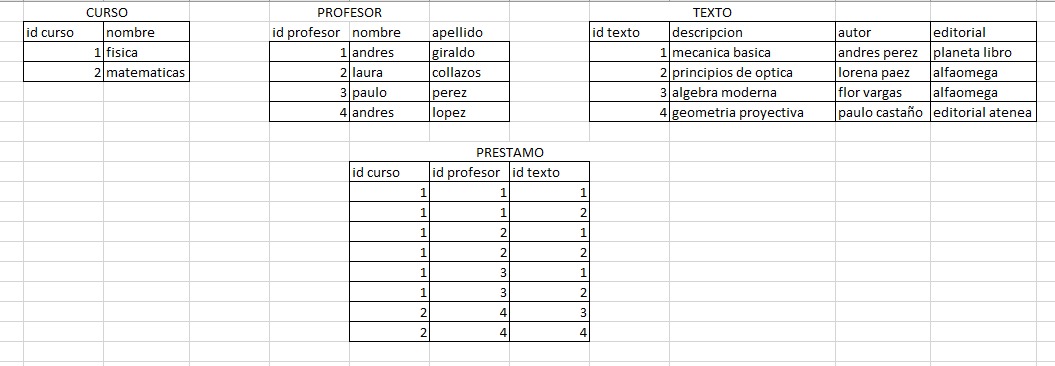 CURSO PROFESOR TEXTO
id curso nombre id profesor nombre apellido id texto descripcion autor editorial
1 fisica 1 andres giraldo 1 mecanica basica andres perez planeta libro
2 matematicas 2 laura collazos 2 principios de optica lorena paez alfaomega
3 paulo perez 3 algebra moderna flor vargas alfaomega
4 andres lopez 4 geometria proyectiva paulo castaño editorial atenea
PRESTAMO
id curso id profesor id texto
1 1 1
1 1 2
1 2 1
1 2 2
1 3 1
1 3 2
2 4 3
2 4 4